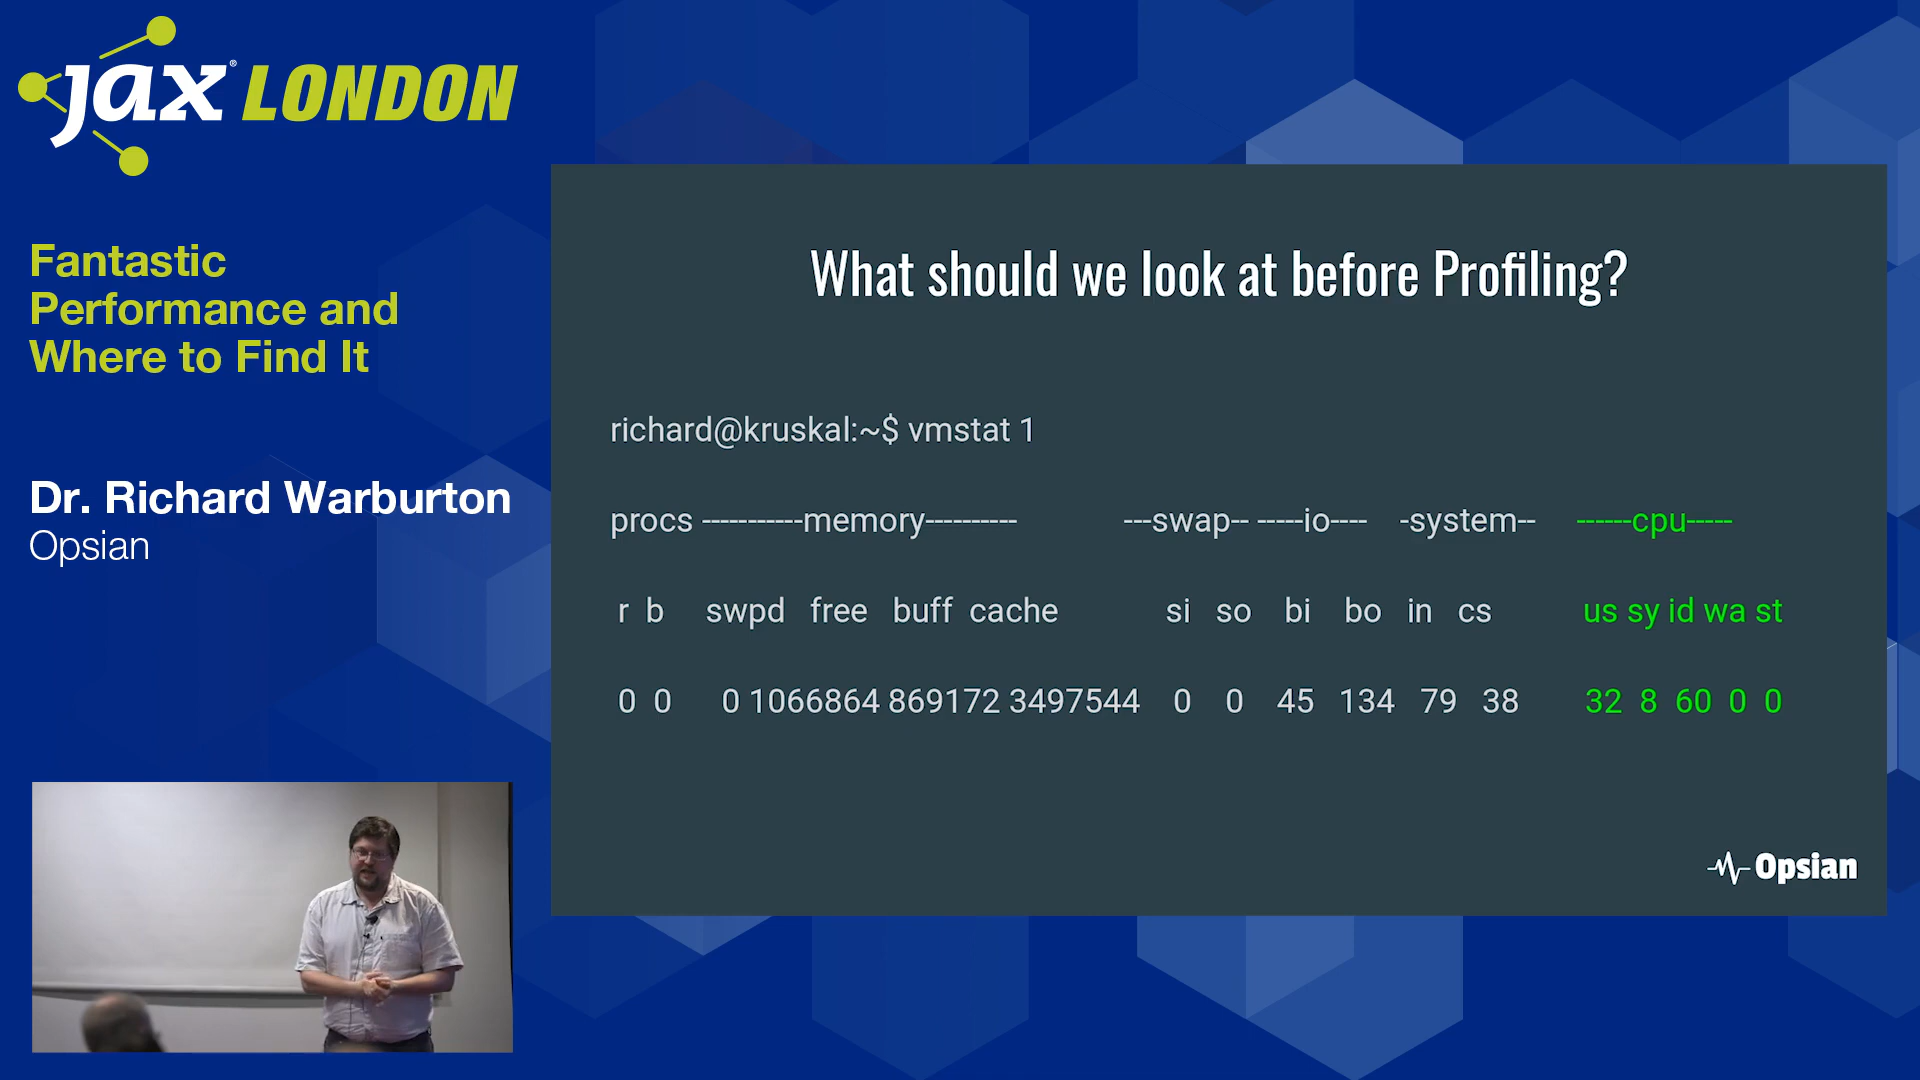 jax® LONDON
Fantastic
Performance and
Where to Find It
Dr. Richard Warburton
Opsian
What should we look at before Profiling?
richard@kruskal:~$ vmstat 1
procs -----------memory---------- ---swap-- -----io---- -system-- ------cpu-----
r b swpd free buff cache si so bi bo in cs us sy id wa st
0 0 0 1066864 869172 3497544 0 0 45 134 79 38 32 8 60 0 0
Opsian